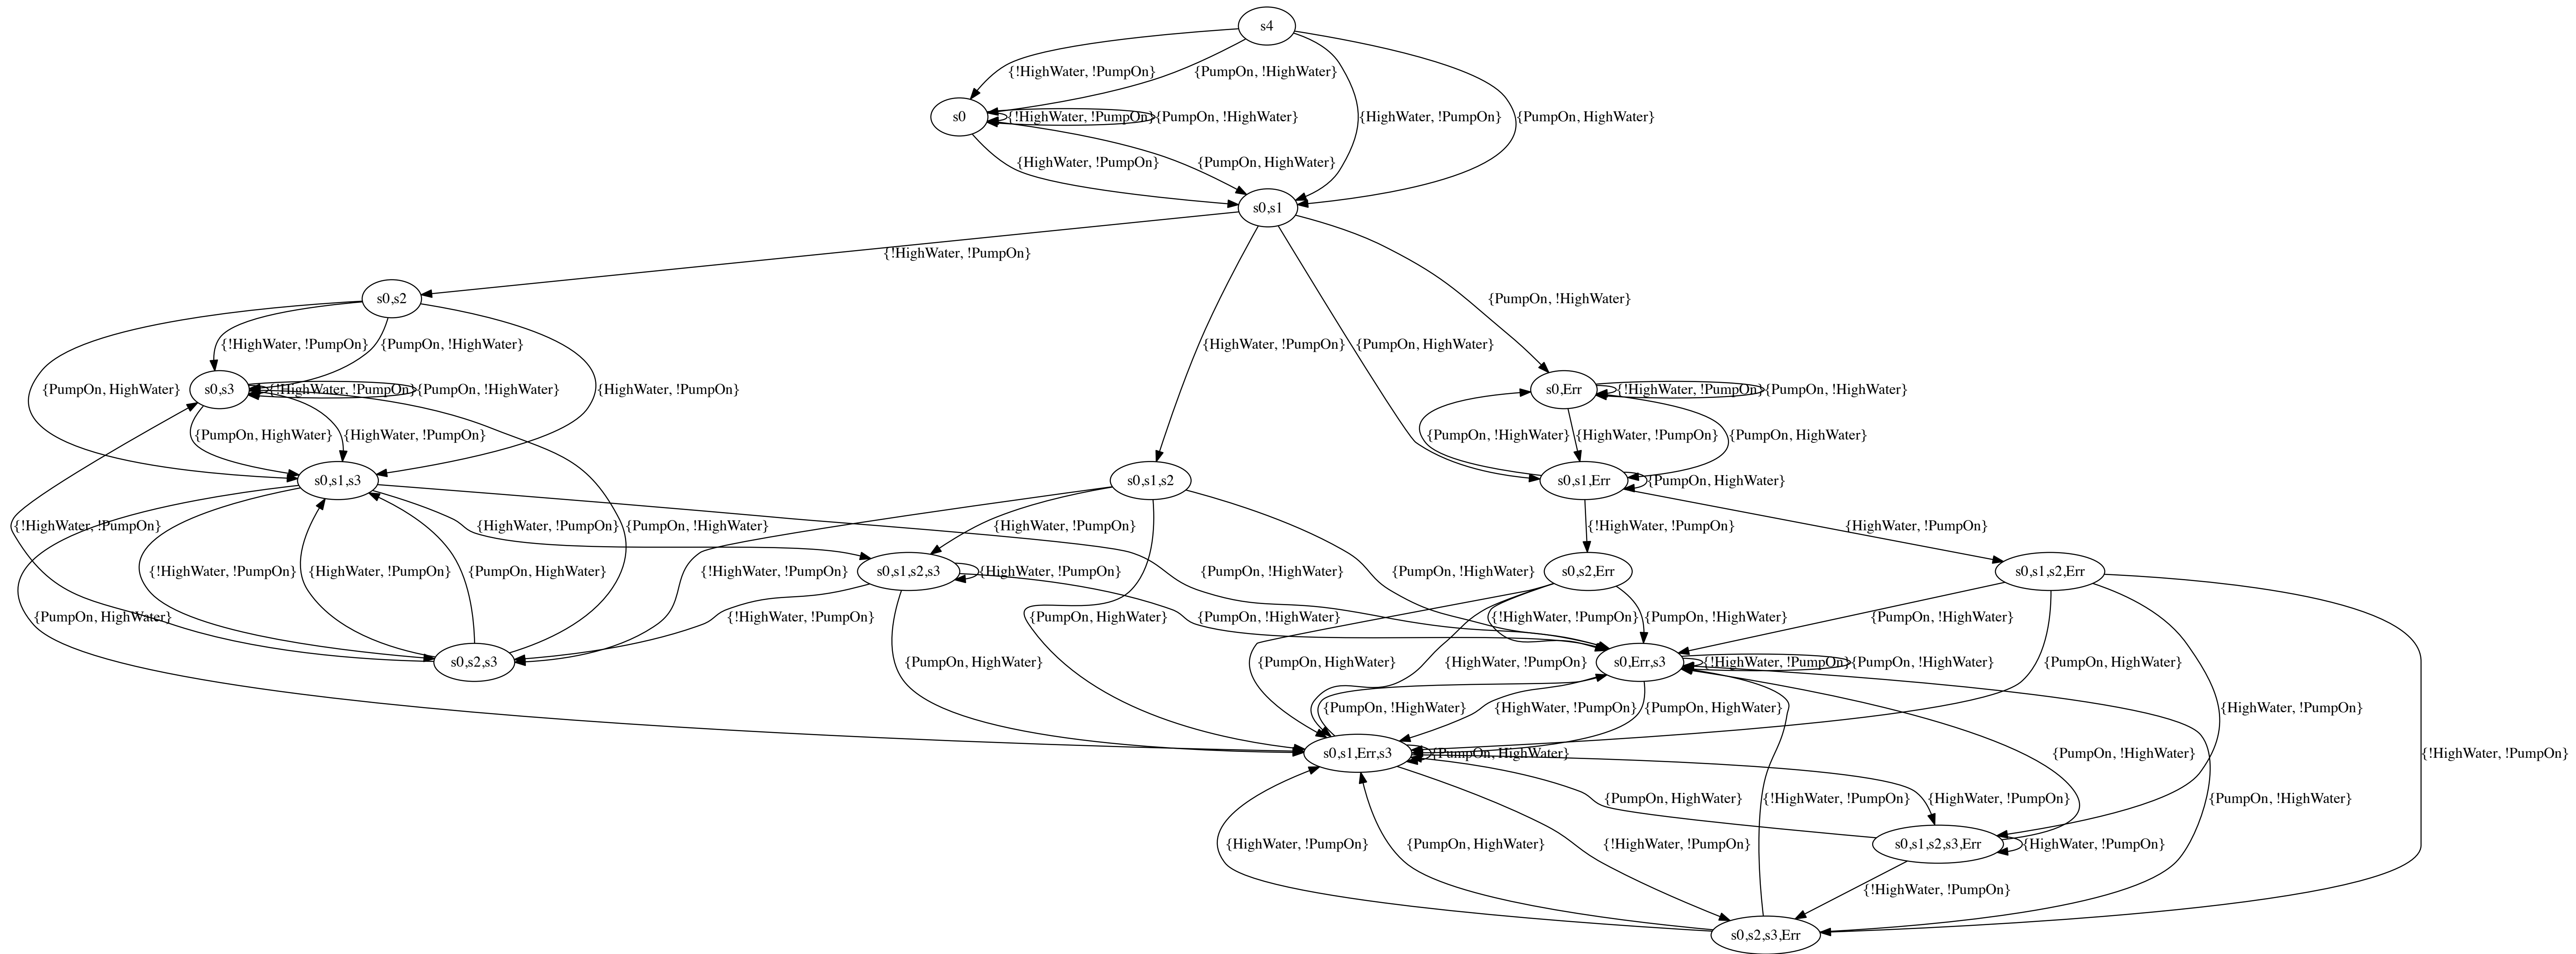 s4
{!HighWater, !PumpOn}
{PumpOn, !HighWater}
s0
{!HighWater, !PumpOn}
{PumpOn, !HighWater}
{HighWater, !PumpOn}
{PumpOn, HighWater}
{HighWater, !PumpOn}
{PumpOn, HighWater}
s0,s1
{!HighWater, !PumpOn}
s0,s2
{PumpOn, !HighWater}
{!HighWater, !PumpOn}
{PumpOn, !HighWater}
{HighWater, !PumpOn}
{PumpOn, HighWater}
{PumpOn, HighWater}
s0,s3
{!HighWater, !PumpOn}
{PumpOn, !HighWater}
{HighWater, !PumpOn}
s0,Err
{!HighWater, !PumpOn}
{PumpOn, !HighWater}
{PumpOn, HighWater}
{HighWater, !PumpOn}
{PumpOn, !HighWater}
{HighWater, !PumpOn}
{PumpOn, HighWater}
s0,s1,s3
s0,s1,s2
s0,s1,Err
{PumpOn, HighWater}
{!HighWater, !PumpOn}
{HighWater, !PumpOn}
{PumpOn, !HighWater}
{HighWater, !PumpOn}
{!HighWater, !PumpOn}
{HighWater, !PumpOn}
{!HighWater, !PumpOn}
{HighWater, !PumpOn}
{PumpOn, HighWater}
{!HighWater, !PumpOn}
s0,s1,s2,s3
{HighWater, !PumpOn}
{PumpOn, !HighWater}
{PumpOn, !HighWater}
s0,s2,Err
s0,s1,s2,Err
{PumpOn, HighWater}
{!HighWater, !PumpOn}
{PumpOn, HighWater}
{PumpOn, !HighWater}
{!HighWater, !PumpOn}
{PumpOn, !HighWater}
{PumpOn, !HighWater}
s0,s2,s3
{PumpOn, HighWater}
{PumpOn, HighWater}
{HighWater, !PumpOn}
s0,Err,s3
{!HighWater, !PumpOn}
{PumpOn, !HighWater}
{PumpOn, HighWater}
{PumpOn, !HighWater}
{HighWater, !PumpOn}
{PumpOn, HighWater}
{HighWater, !PumpOn}
s0,s1,Err,s3
{PumpOn, HighWater}
{PumpOn, !HighWater}
{!HighWater, !PumpOn}
{PumpOn, HighWater}
{!HighWater, !PumpOn}
{HighWater, !PumpOn}
{PumpOn, !HighWater}
{HighWater, !PumpOn}
{PumpOn, HighWater}
{!HighWater, !PumpOn}
s0,s1,s2,s3,Err
{HighWater, !PumpOn}
{!HighWater, !PumpOn}
s0,s2,s3,Err